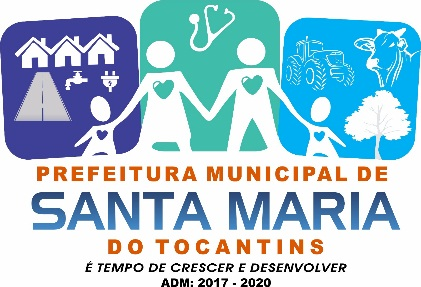 PREFEITURA MUNICIPAL DE
SANTA MARIA
DO TOCANTINS
É TEMPO DE CRESCER E DESENVOLVER
ADM: 2017 - 2020